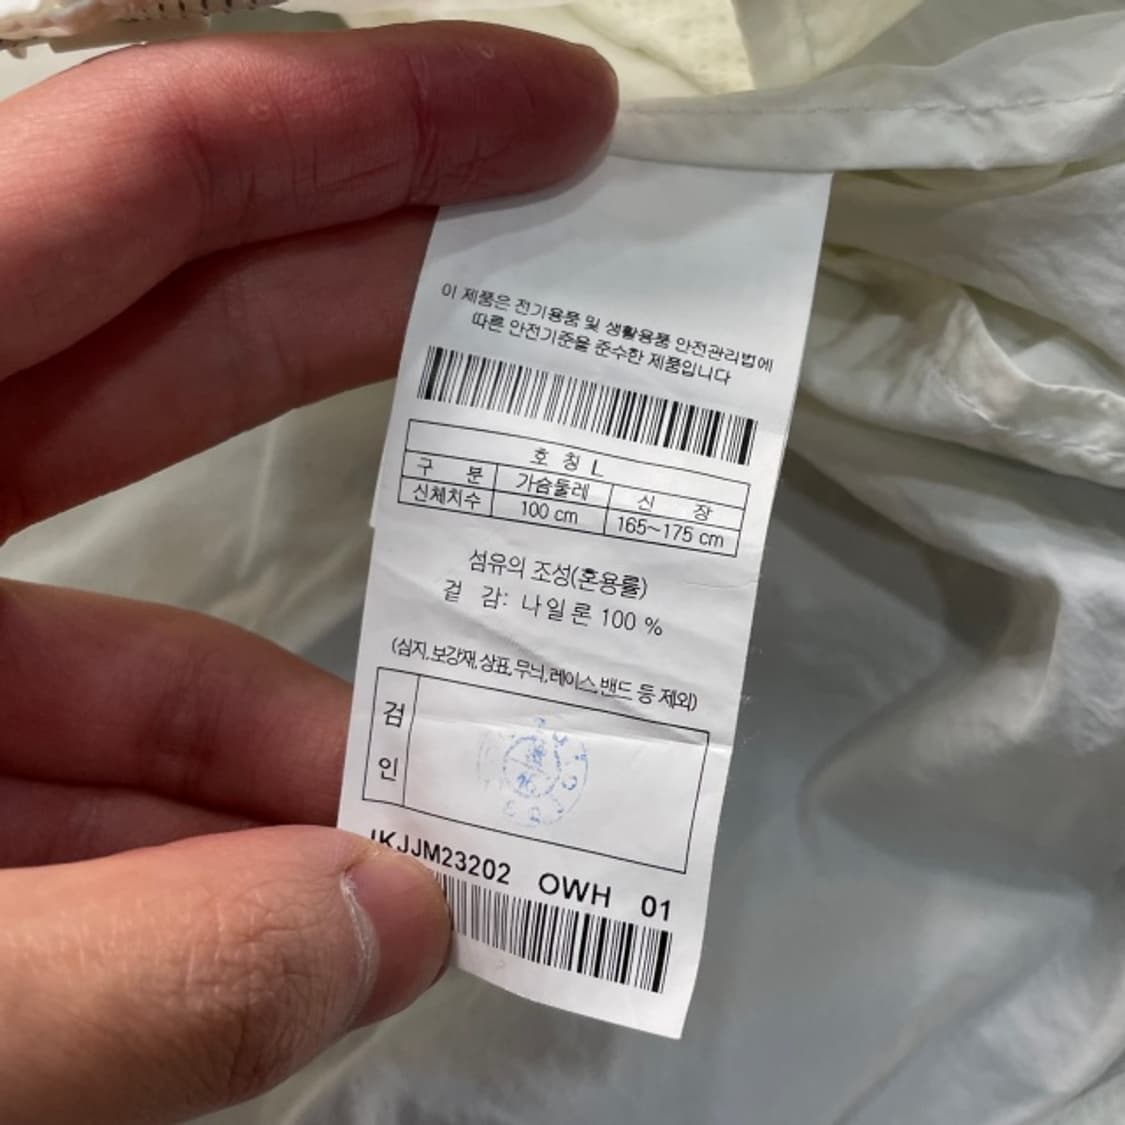 이 제품은 전기용품 및 생활용품 안전관리법에
따른 안전기준을 준수한 제품입니다
호 칭 L
구 분 가슴둘레 신 장
신체치수 100 cm 165~175 cm
섬유의 조성(혼용률)
겉 감: 나일론 100 %
(심지,보강재,상표,무늬,레이스,밴드 등 제외)
검
인
KJJM23202 OWH 01